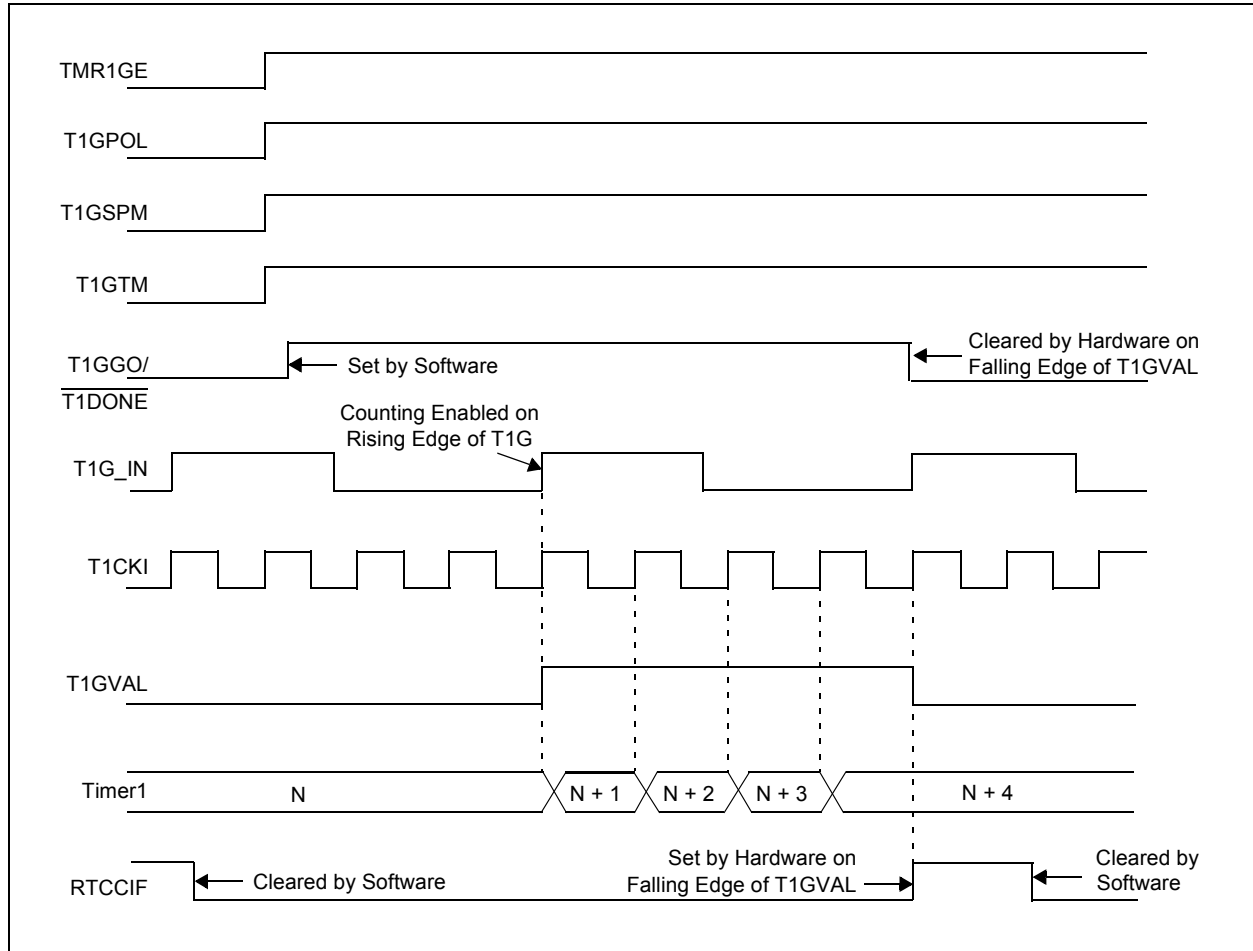 TMR1GE
T1GPOL
T1GSPM
T1GTM
T1GGO/
T1DONE
Set by Software
Cleared by Hardware on
Falling Edge of T1GVAL
Counting Enabled on
Rising Edge of T1G
T1G_IN
T1CKI
T1GVAL
Timer1
N
N + 1
N + 2
N + 3
N + 4
RTCCIF
Cleared by Software
Set by Hardware on
Falling Edge of T1GVAL
Cleared by
Software